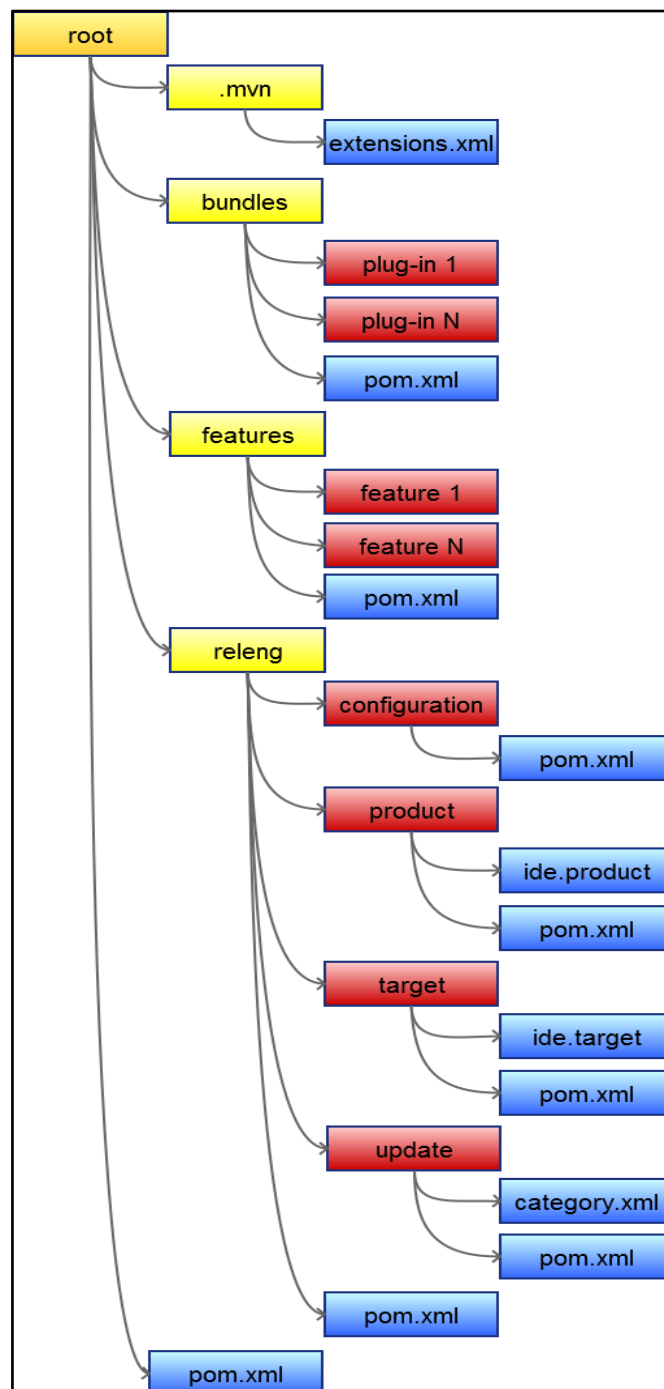 root
.mvn
extensions.xml
bundles
plug-in 1
plug-in N
pom.xml
features
feature 1
feature N
pom.xml
releng
configuration
pom.xml
product
ide.product
pom.xml
target
ide.target
pom.xml
update
category.xml
pom.xml
pom.xml
pom.xml